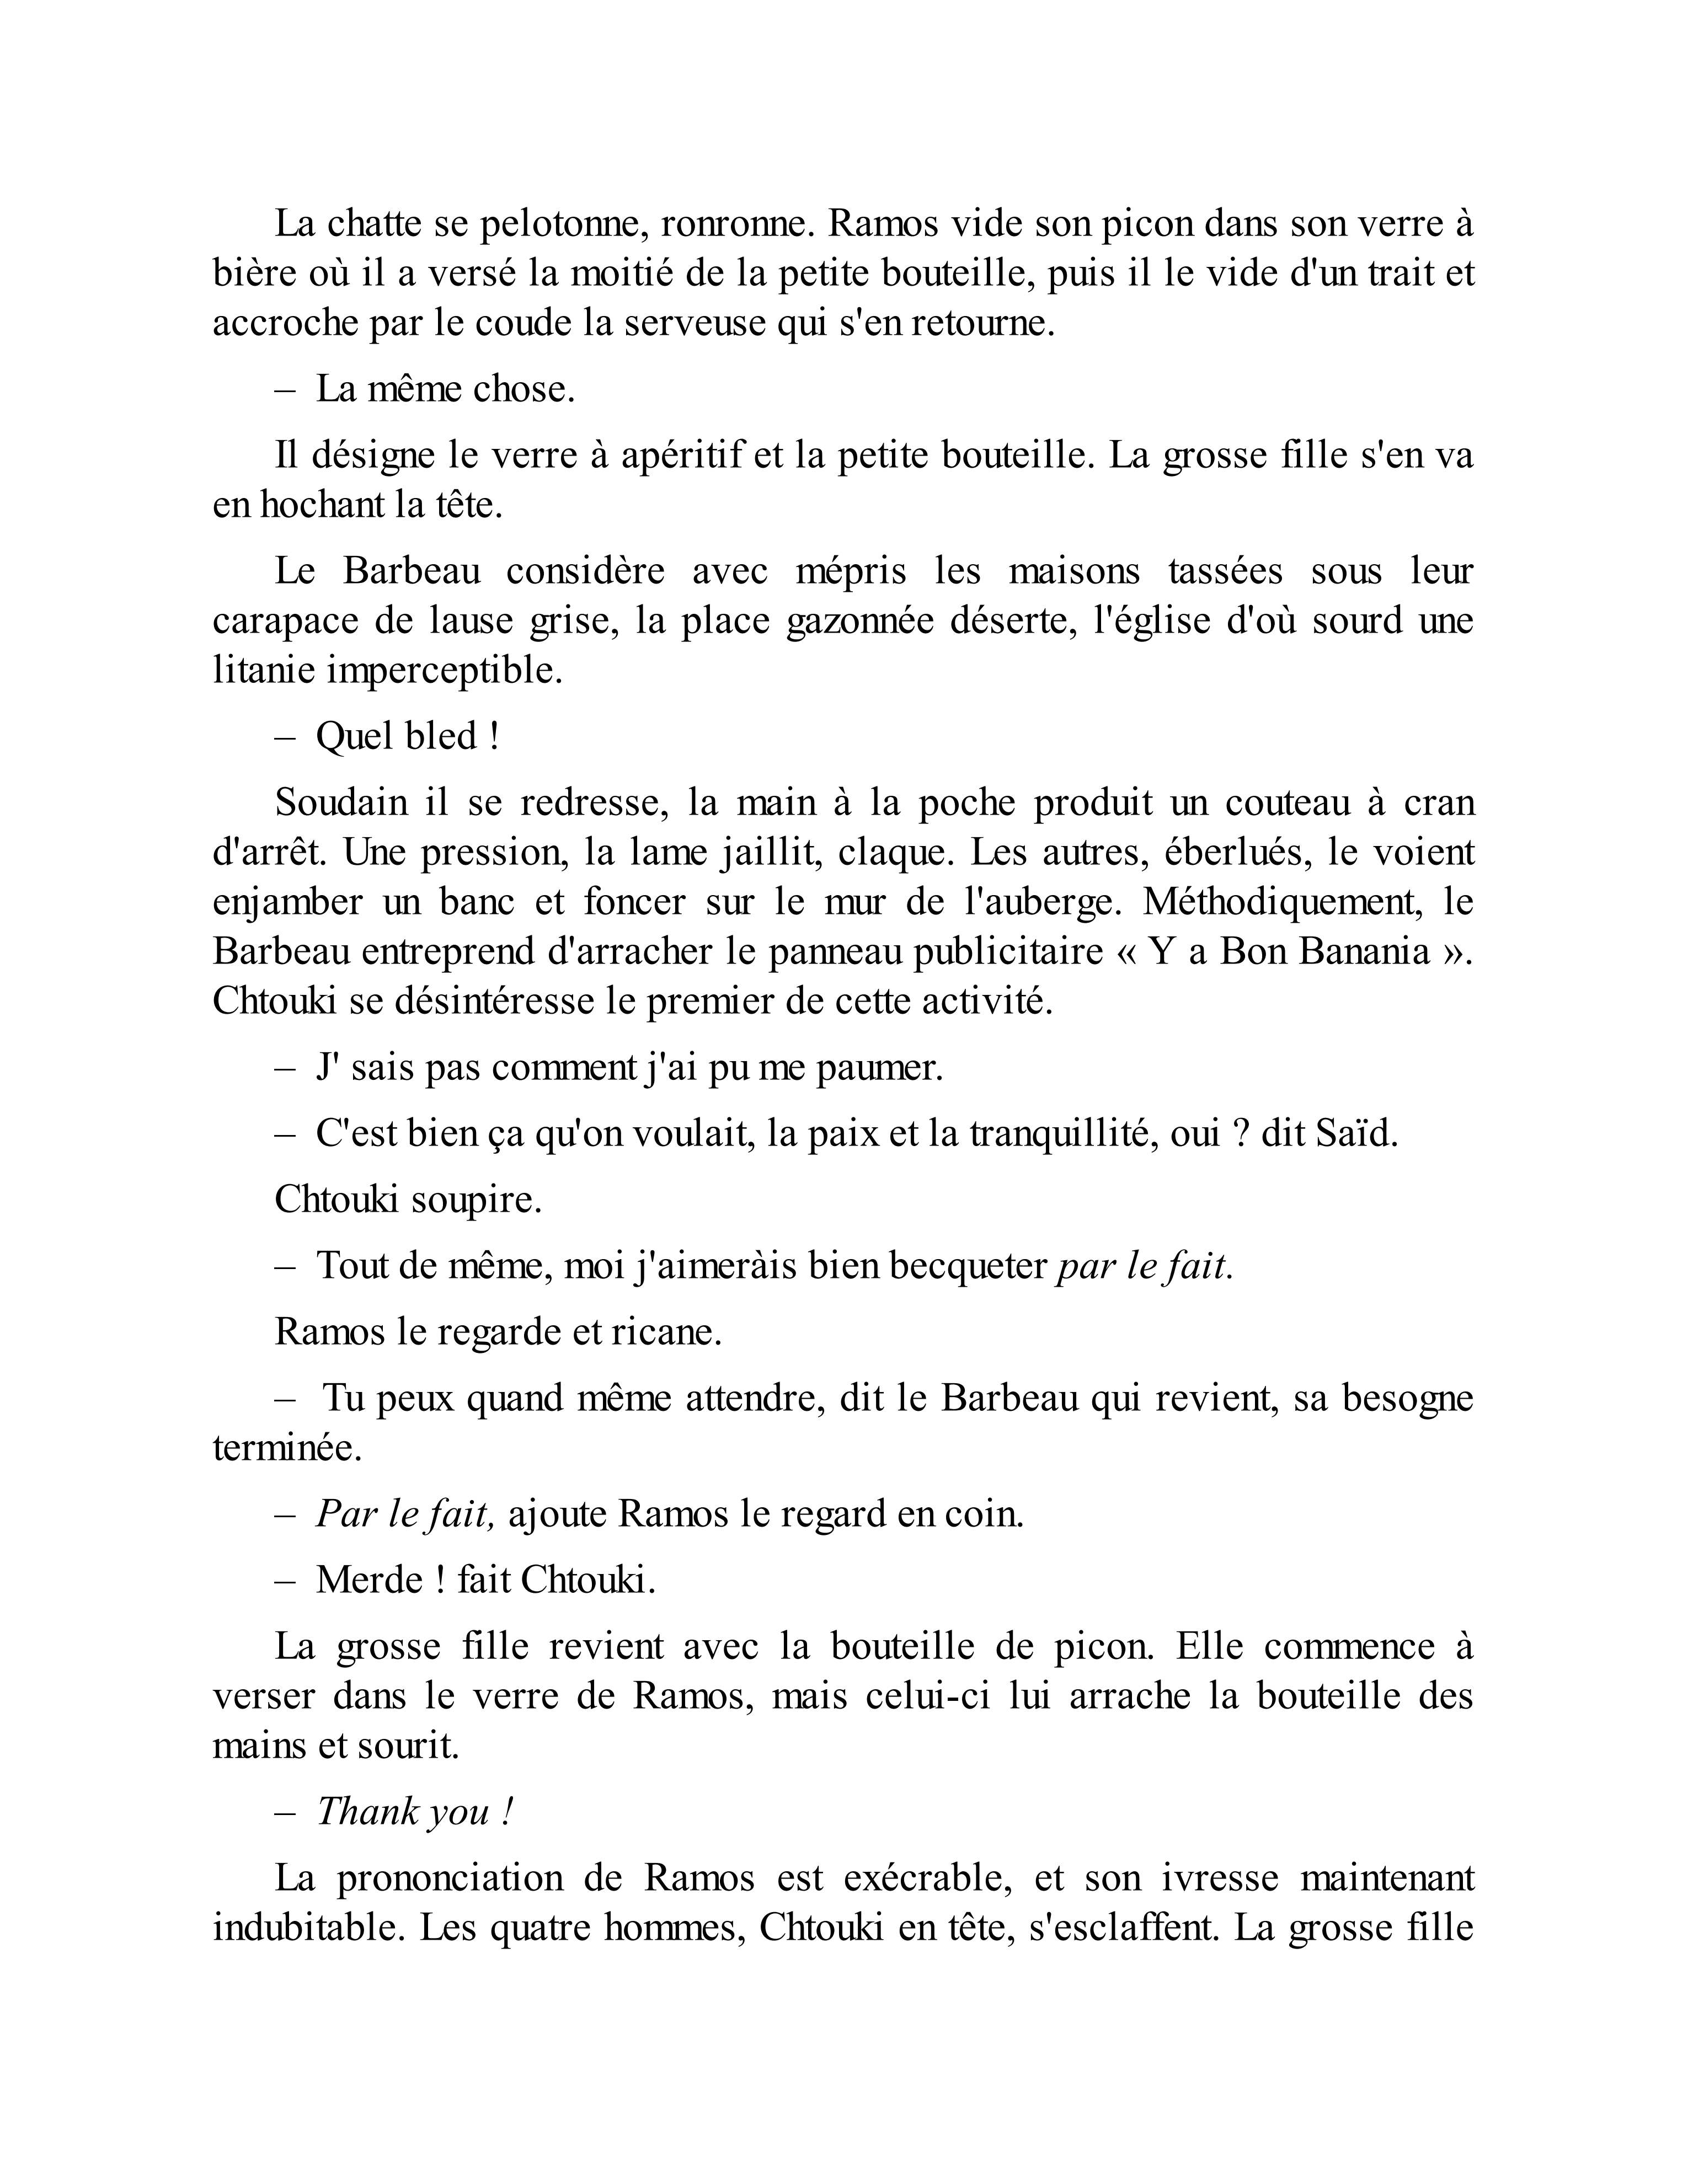 La chatte se pelotonne, ronronne. Ramos vide son picon dans son verre à
bière où il a versé la moitié de la petite bouteille, puis il le vide d'un trait et
accroche par le coude la serveuse qui s'en retourne.
– La même chose.
Il désigne le verre à apéritif et la petite bouteille. La grosse fille s'en va
en hochant la tête.
Le Barbeau considère avec mépris les maisons tassées sous leur
carapace de lause grise, la place gazonnée déserte, l'église d'où sourd une
litanie imperceptible.
– Quel bled !
Soudain il se redresse, la main à la poche produit un couteau à cran
d'arrêt. Une pression, la lame jaillit, claque. Les autres, éberlués, le voient
enjamber un banc et foncer sur le mur de l'auberge. Méthodiquement, le
Barbeau entreprend d'arracher le panneau publicitaire « Y a Bon Banania ».
Chtouki se désintéresse le premier de cette activité.
– J' sais pas comment j'ai pu me paumer.
– C'est bien ça qu'on voulait, la paix et la tranquillité, oui ? dit Saïd.
Chtouki soupire.
– Tout de même, moi j'aimeràis bien becqueter par le fait.
Ramos le regarde et ricane.
– Tu peux quand même attendre, dit le Barbeau qui revient, sa besogne
terminée.
– Par le fait, ajoute Ramos le regard en coin.
– Merde ! fait Chtouki.
La grosse fille revient avec la bouteille de picon. Elle commence à
verser dans le verre de Ramos, mais celui-ci lui arrache la bouteille des
mains et sourit.
– Thank you !
La prononciation de Ramos est exécrable, et son ivresse maintenant
indubitable. Les quatre hommes, Chtouki en tête, s'esclaffent. La grosse fille